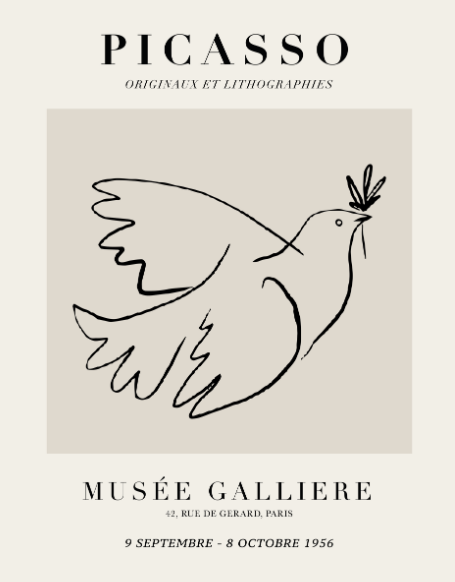 PICASSO
ORIGINAUX ET LITHOGRAPHIES
MUSÉE GALLIERE
42, RUE DE GERARD, PARIS
9 SEPTEMBRE - 8 OCTOBRE 1956